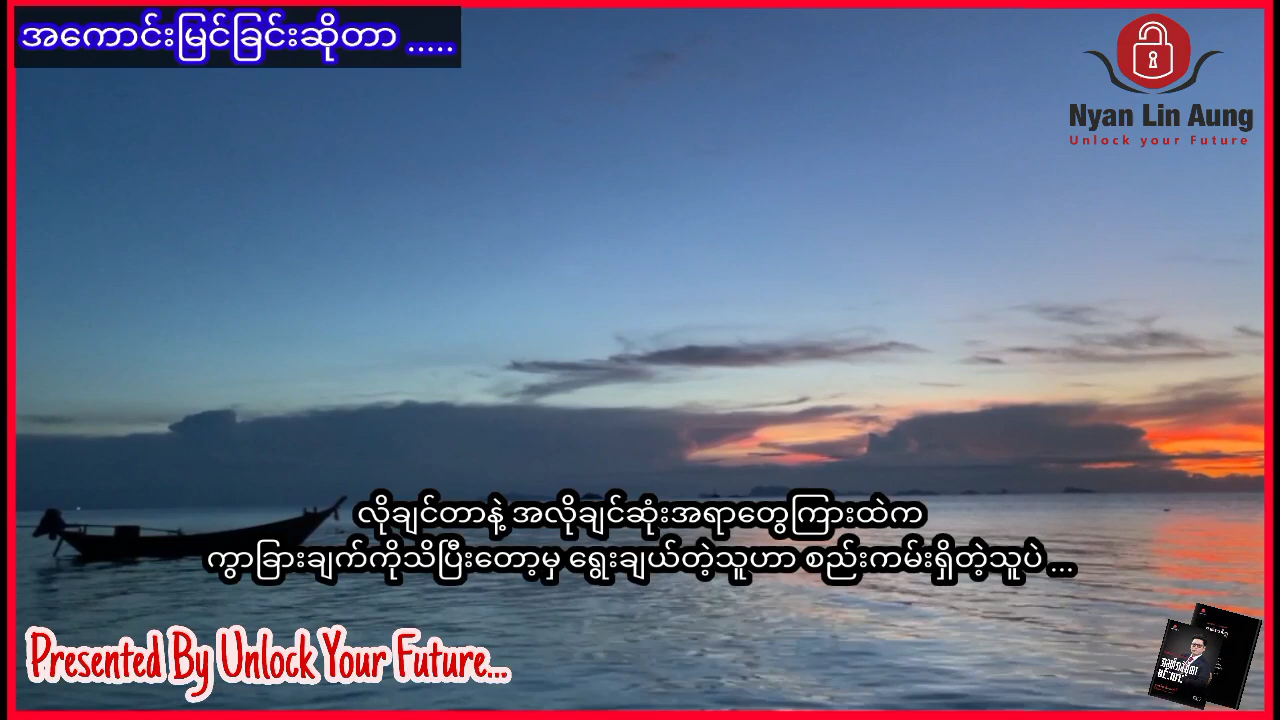 အကောင်းမြင်ခြင်းဆိုတာ .....
Nyan Lin Aung
Unlock your Future
လိုချင်တာနဲ့ အလိုချင်ဆုံးအရာတွေကြားထဲက
ကွာခြားချက်ကိုသိပြီးတော့မှ ရွေးချယ်တဲ့သူဟာ စည်းကမ်းရှိတဲ့သူပဲ ...
Presented By Unlock Your Future...